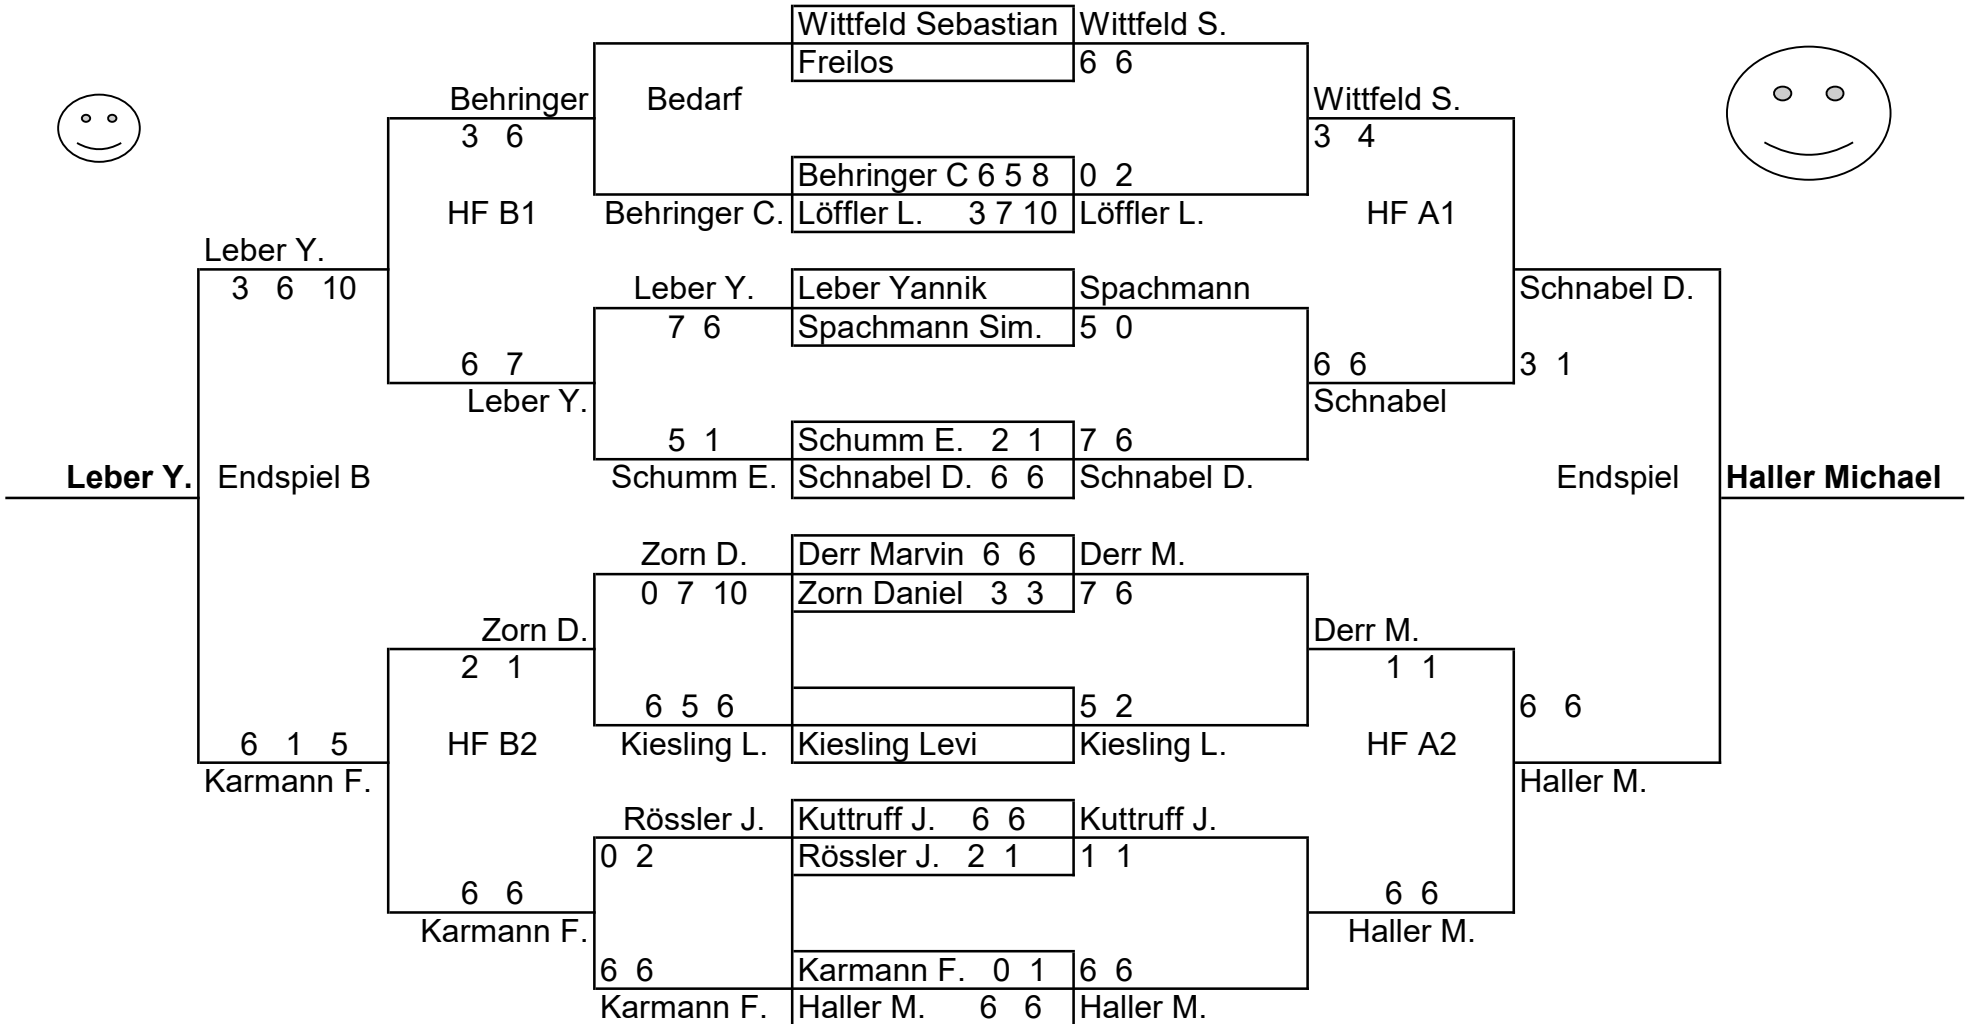 Wittfeld Sebastian Wittfeld S.
Freilos 6 6
Behringer Bedarf Wittfeld S.
3 6 3 4
Behringer C 6 5 8 0 2
HF B1 Behringer C. Löffler L. 3 7 10 Löffler L. HF A1
Leber Y.
3 6 10 Leber Y. Leber Yannik Spachmann Schnabel D.
7 6 Spachmann Sim. 5 0
6 7 6 6 3 1
Leber Y. Schnabel
5 1 Schumm E. 2 1 7 6
Leber Y. Endspiel B Schumm E. Schnabel D. 6 6 Schnabel D. Endspiel Haller Michael
Zorn D. Derr Marvin 6 6 Derr M.
0 7 10 Zorn Daniel 3 3 7 6
Zorn D. Derr M.
2 1 1 1
6 5 6 5 2 6 6
6 1 5 HF B2 Kiesling L. Kiesling Levi Kiesling L. HF A2
Karmann F. Haller M.
Rössler J. Kuttruff J. 6 6 Kuttruff J.
0 2 Rössler J. 2 1 1 1
6 6 6 6
Karmann F. Haller M.
6 6 Karmann F. 0 1 6 6
Karmann F. Haller M. 6 6 Haller M.